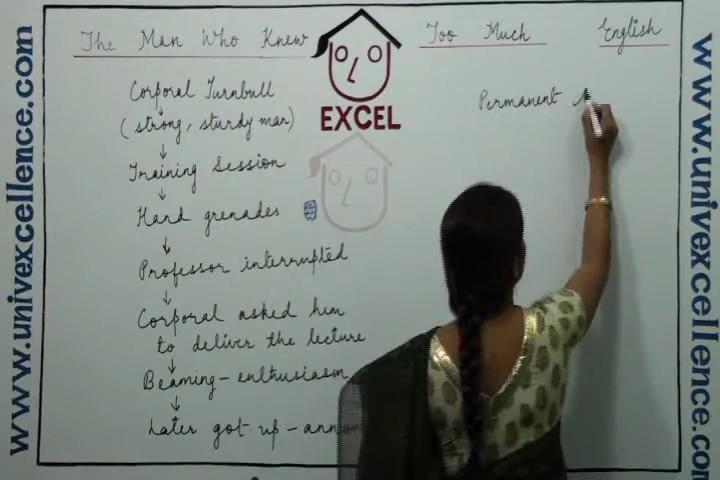 The Man Who Knew Too Much English
EXCEL
Corporal Turnbull
(strong, sturdy man)
Training Session
Hand grenades
Professor interrupted
Corporal asked him
to deliver the lecture
Beaming - enthusiasm
Later got up -
Permanent
www.univexcellence.com
www.univexcellence.com